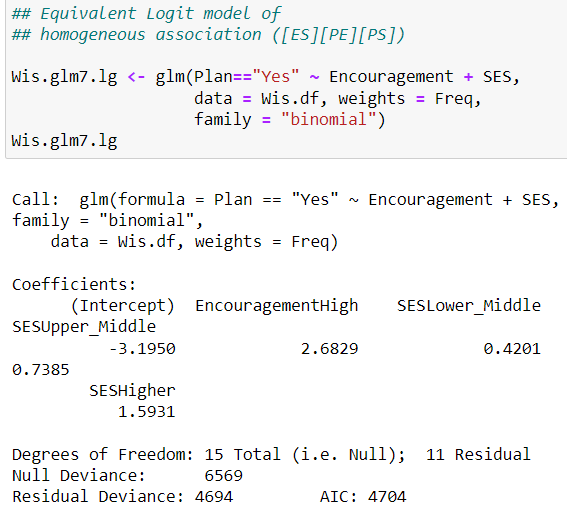 ## Equivalent Logit model of
## homogeneous association ([ES][PE][PS])
Wis.glm7.lg <- glm(Plan=="Yes" ~ Encouragement + SES,
data = Wis.df, weights = Freq,
family = "binomial")
Wis.glm7.lg
Call:  glm(formula = Plan == "Yes" ~ Encouragement + SES,
family = "binomial",
data = Wis.df, weights = Freq)
Coefficients:
(Intercept)  EncouragementHigh    SESLower_Middle
SESUpper_Middle
-3.1950             2.6829             0.4201
0.7385
SESHigher
1.5931
Degrees of Freedom: 15 Total (i.e. Null);  11 Residual
Null Deviance:      6569
Residual Deviance: 4694        AIC: 4704